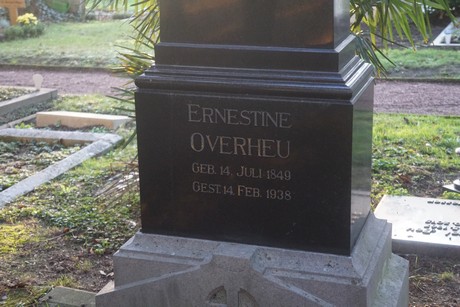 ERNESTINE
OVERHEU
GEB. 14. JULI 1849
GEST. 14. FEB. 1938